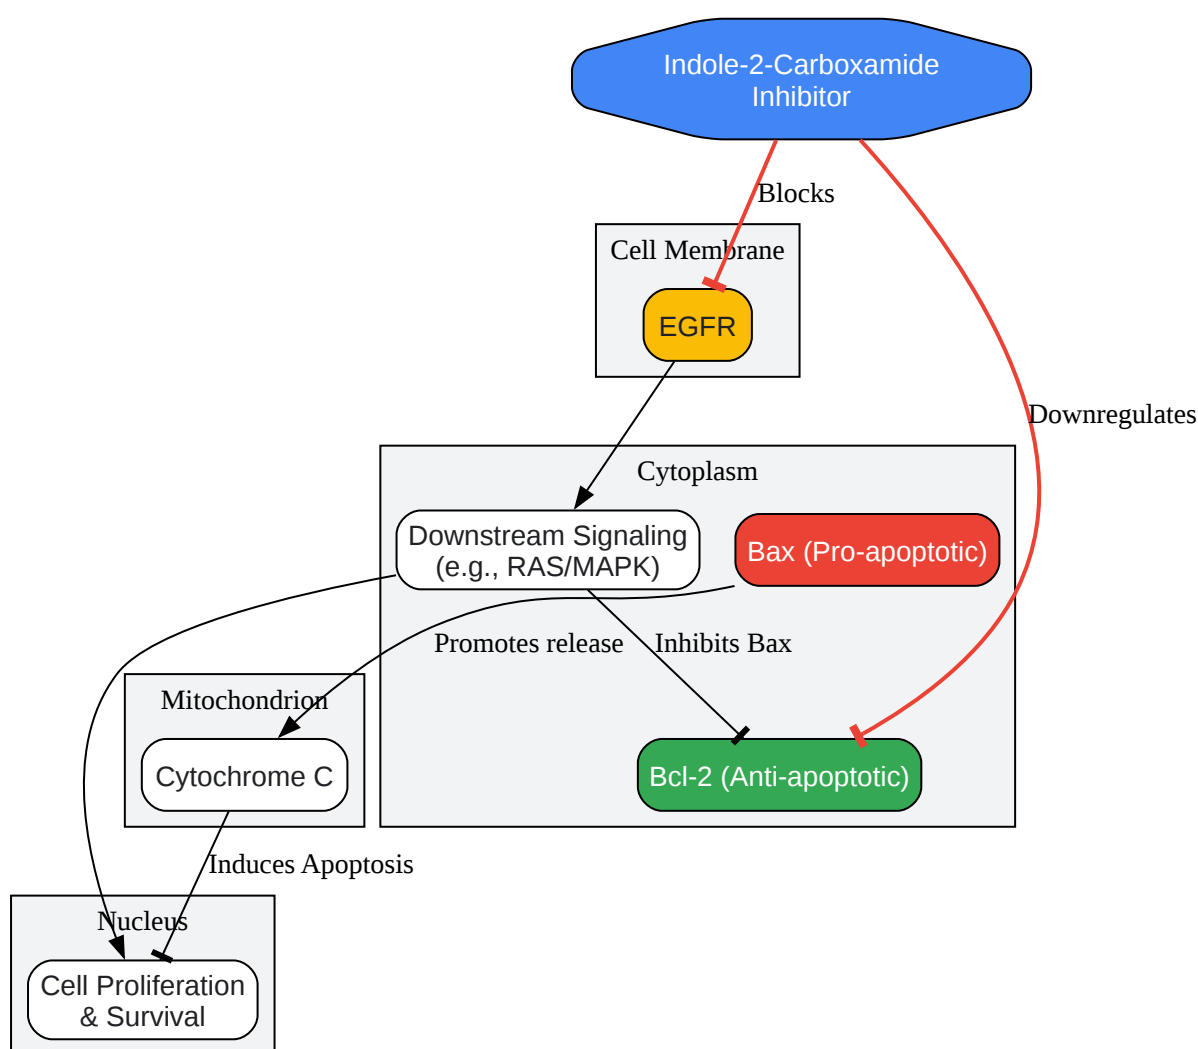 Indole-2-Carboxamide
Inhibitor
Blocks
Cell Membrane
EGFR
Downregulates
Cytoplasm
Downstream Signaling
(e.g., RAS/MAPK)
Bax (Pro-apoptotic)
Promotes release
Inhibits Bax
Mitochondrion
Cytochrome C
Bcl-2 (Anti-apoptotic)
Induces Apoptosis
Nucleus
Cell Proliferation
& Survival